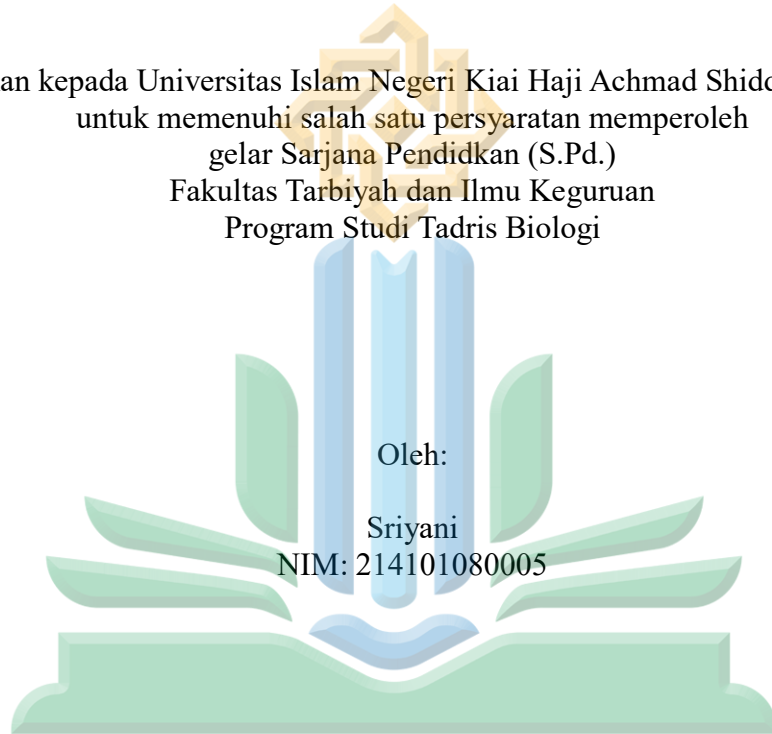 an kepada Universitas Islam Negeri Kiai Haji Achmad Shidd
untuk memenuhi salah satu persyaratan memperoleh
gelar Sarjana Pendidkan (S.Pd.)
Fakultas Tarbiyah dan Ilmu Keguruan
Program Studi Tadris Biologi
Oleh:
Sriyani
NIM: 214101080005